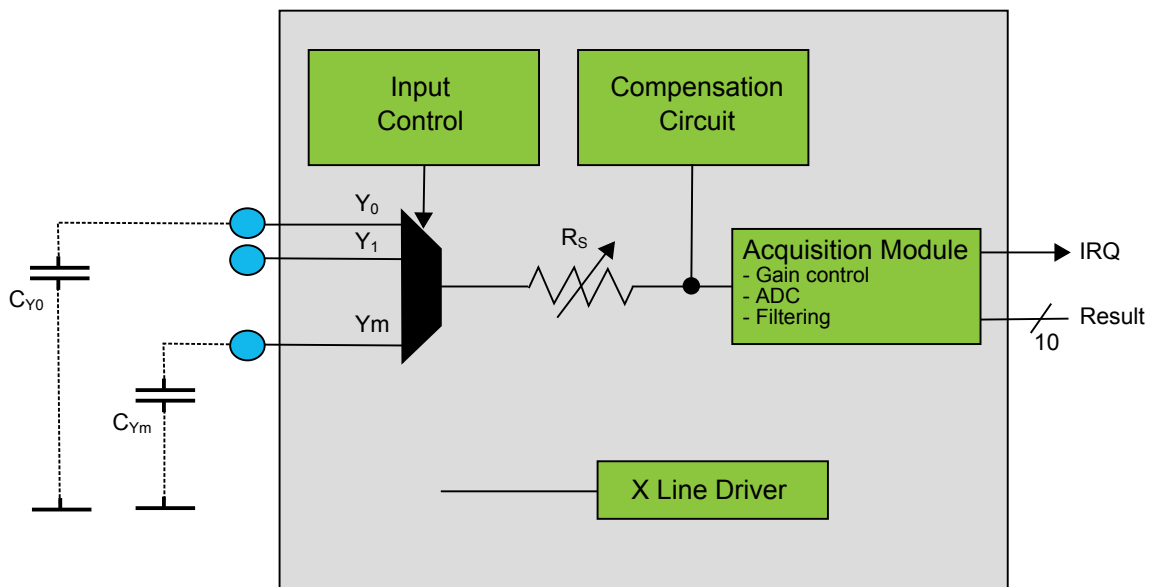 Input
Control
Compensation
Circuit
Y0
Y1
Ym
RS
Acquisition Module
- Gain control
- ADC
- Filtering
IRQ
Result
10
CY0
CYm
X Line Driver